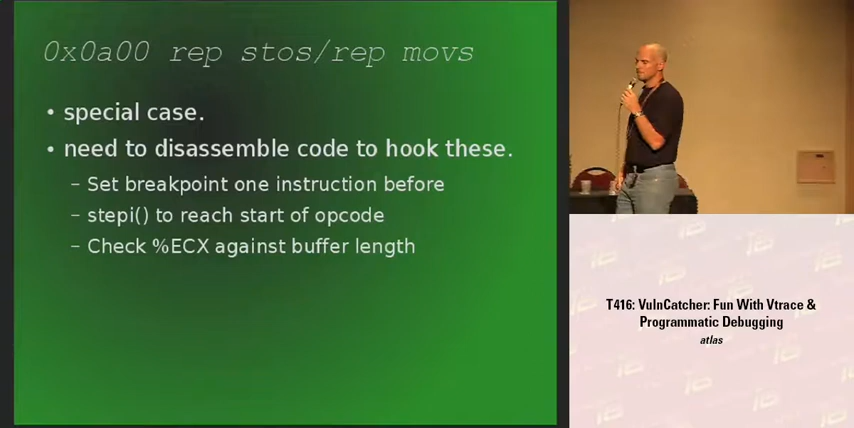 0x0a00 rep stos/rep movs
• special case.
• need to disassemble code to hook these.
– Set breakpoint one instruction before
– stepi() to reach start of opcode
– Check %ECX against buffer length
T416: VulnCatcher: Fun With Vtrace &
Programmatic Debugging
atlas